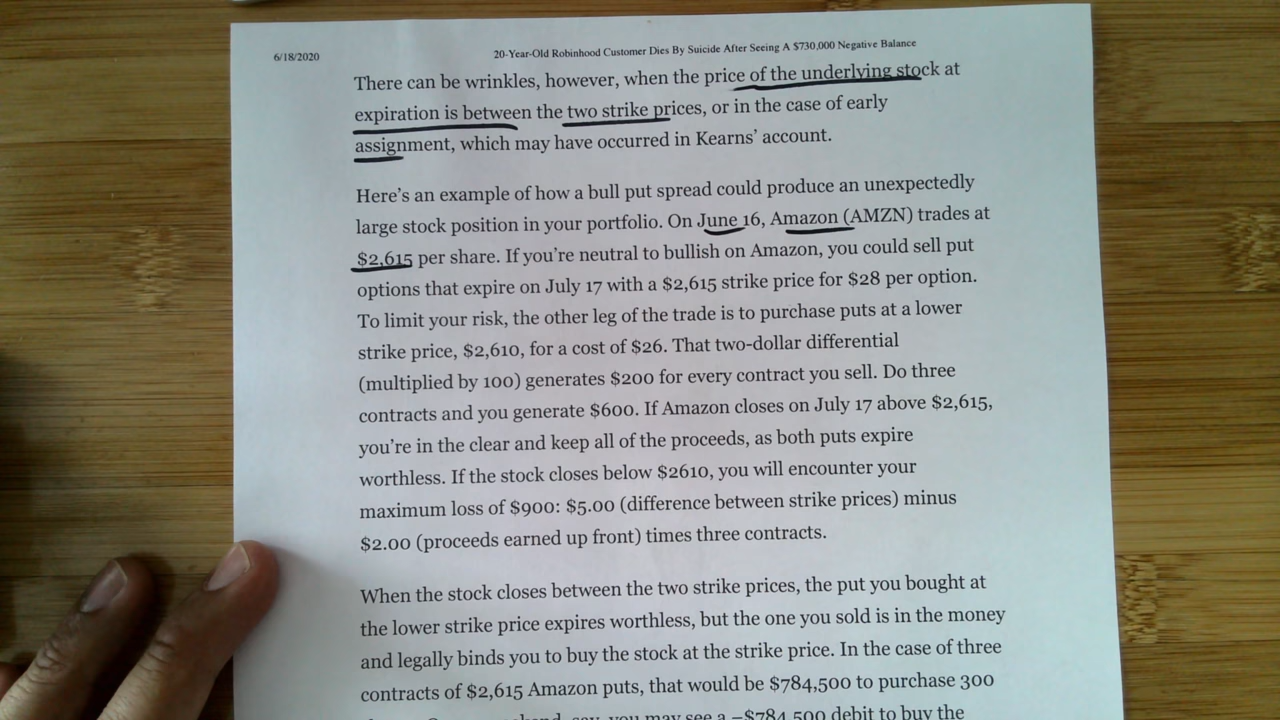 6/18/2020 20-Year-Old Robinhood Customer Dies By Suicide After Seeing A $730,000 Negative Balance
There can be wrinkles, however, when the price of the underlying stock at
expiration is between the two strike prices, or in the case of early
assignment, which may have occurred in Kearns’ account.
Here’s an example of how a bull put spread could produce an unexpectedly
large stock position in your portfolio. On June 16, Amazon (AMZN) trades at
$2,615 per share. If you’re neutral to bullish on Amazon, you could sell put
options that expire on July 17 with a $2,615 strike price for $28 per option.
To limit your risk, the other leg of the trade is to purchase puts at a lower
strike price, $2,610, for a cost of $26. That two-dollar differential
(multiplied by 100) generates $200 for every contract you sell. Do three
contracts and you generate $600. If Amazon closes on July 17 above $2,615,
you’re in the clear and keep all of the proceeds, as both puts expire
worthless. If the stock closes below $2610, you will encounter your
maximum loss of $900: $5.00 (difference between strike prices) minus
$2.00 (proceeds earned up front) times three contracts.
When the stock closes between the two strike prices, the put you bought at
the lower strike price expires worthless, but the one you sold is in the money
and legally binds you to buy the stock at the strike price. In the case of three
contracts of $2,615 Amazon puts, that would be $784,500 to purchase 300
say, you may see a –$784,500 debit to buy the